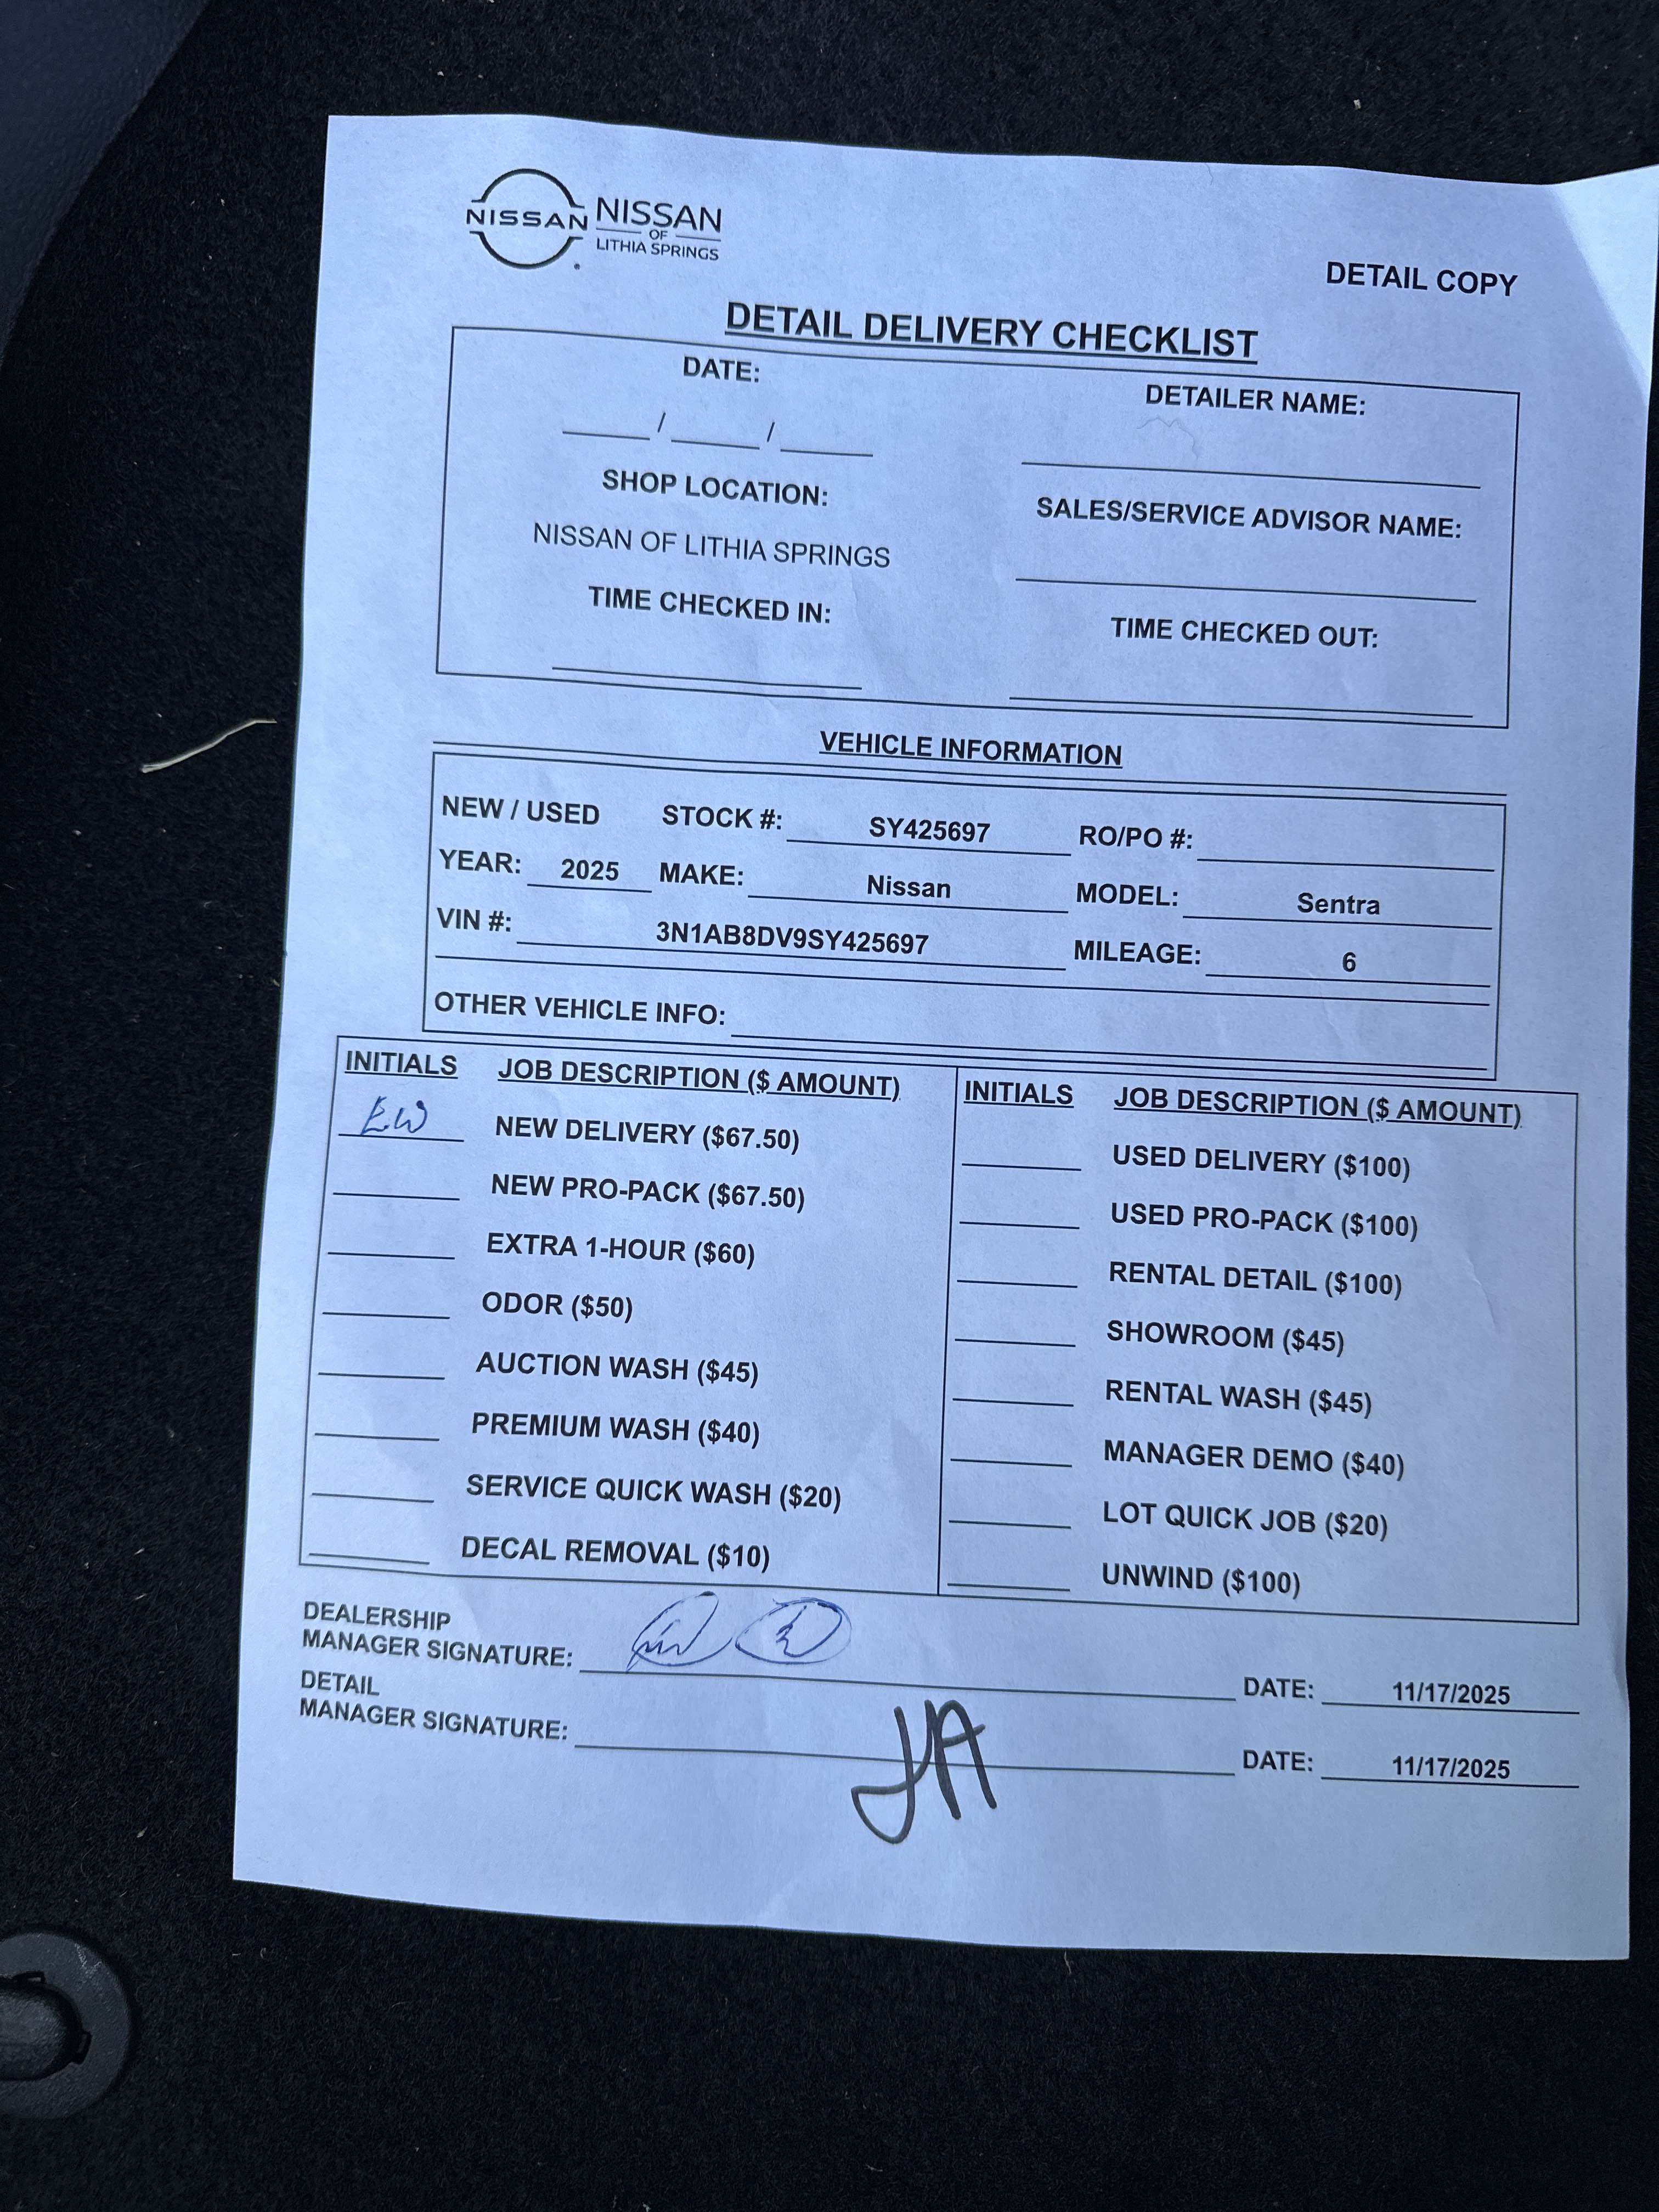 NISSAN NISSAN
OF
LITHIA SPRINGS
DETAIL COPY
DETAIL DELIVERY CHECKLIST
DATE:
____/____/____
SHOP LOCATION:
NISSAN OF LITHIA SPRINGS
TIME CHECKED IN:
DETAILER NAME:
SALES/SERVICE ADVISOR NAME:
TIME CHECKED OUT:
VEHICLE INFORMATION
NEW / USED STOCK #: SY425697 RO/PO #:
YEAR: 2025 MAKE: Nissan MODEL: Sentra
VIN #: 3N1AB8DV9SY425697 MILEAGE: 6
OTHER VEHICLE INFO:
INITIALS JOB DESCRIPTION ($ AMOUNT)
EW NEW DELIVERY ($67.50)
NEW PRO-PACK ($67.50)
EXTRA 1-HOUR ($60)
ODOR ($50)
AUCTION WASH ($45)
PREMIUM WASH ($40)
SERVICE QUICK WASH ($20)
DECAL REMOVAL ($10)
INITIALS JOB DESCRIPTION ($ AMOUNT)
USED DELIVERY ($100)
USED PRO-PACK ($100)
RENTAL DETAIL ($100)
SHOWROOM ($45)
RENTAL WASH ($45)
MANAGER DEMO ($40)
LOT QUICK JOB ($20)
UNWIND ($100)
DEALERSHIP
MANAGER SIGNATURE: DATE: 11/17/2025
DETAIL
MANAGER SIGNATURE: JA DATE: 11/17/2025